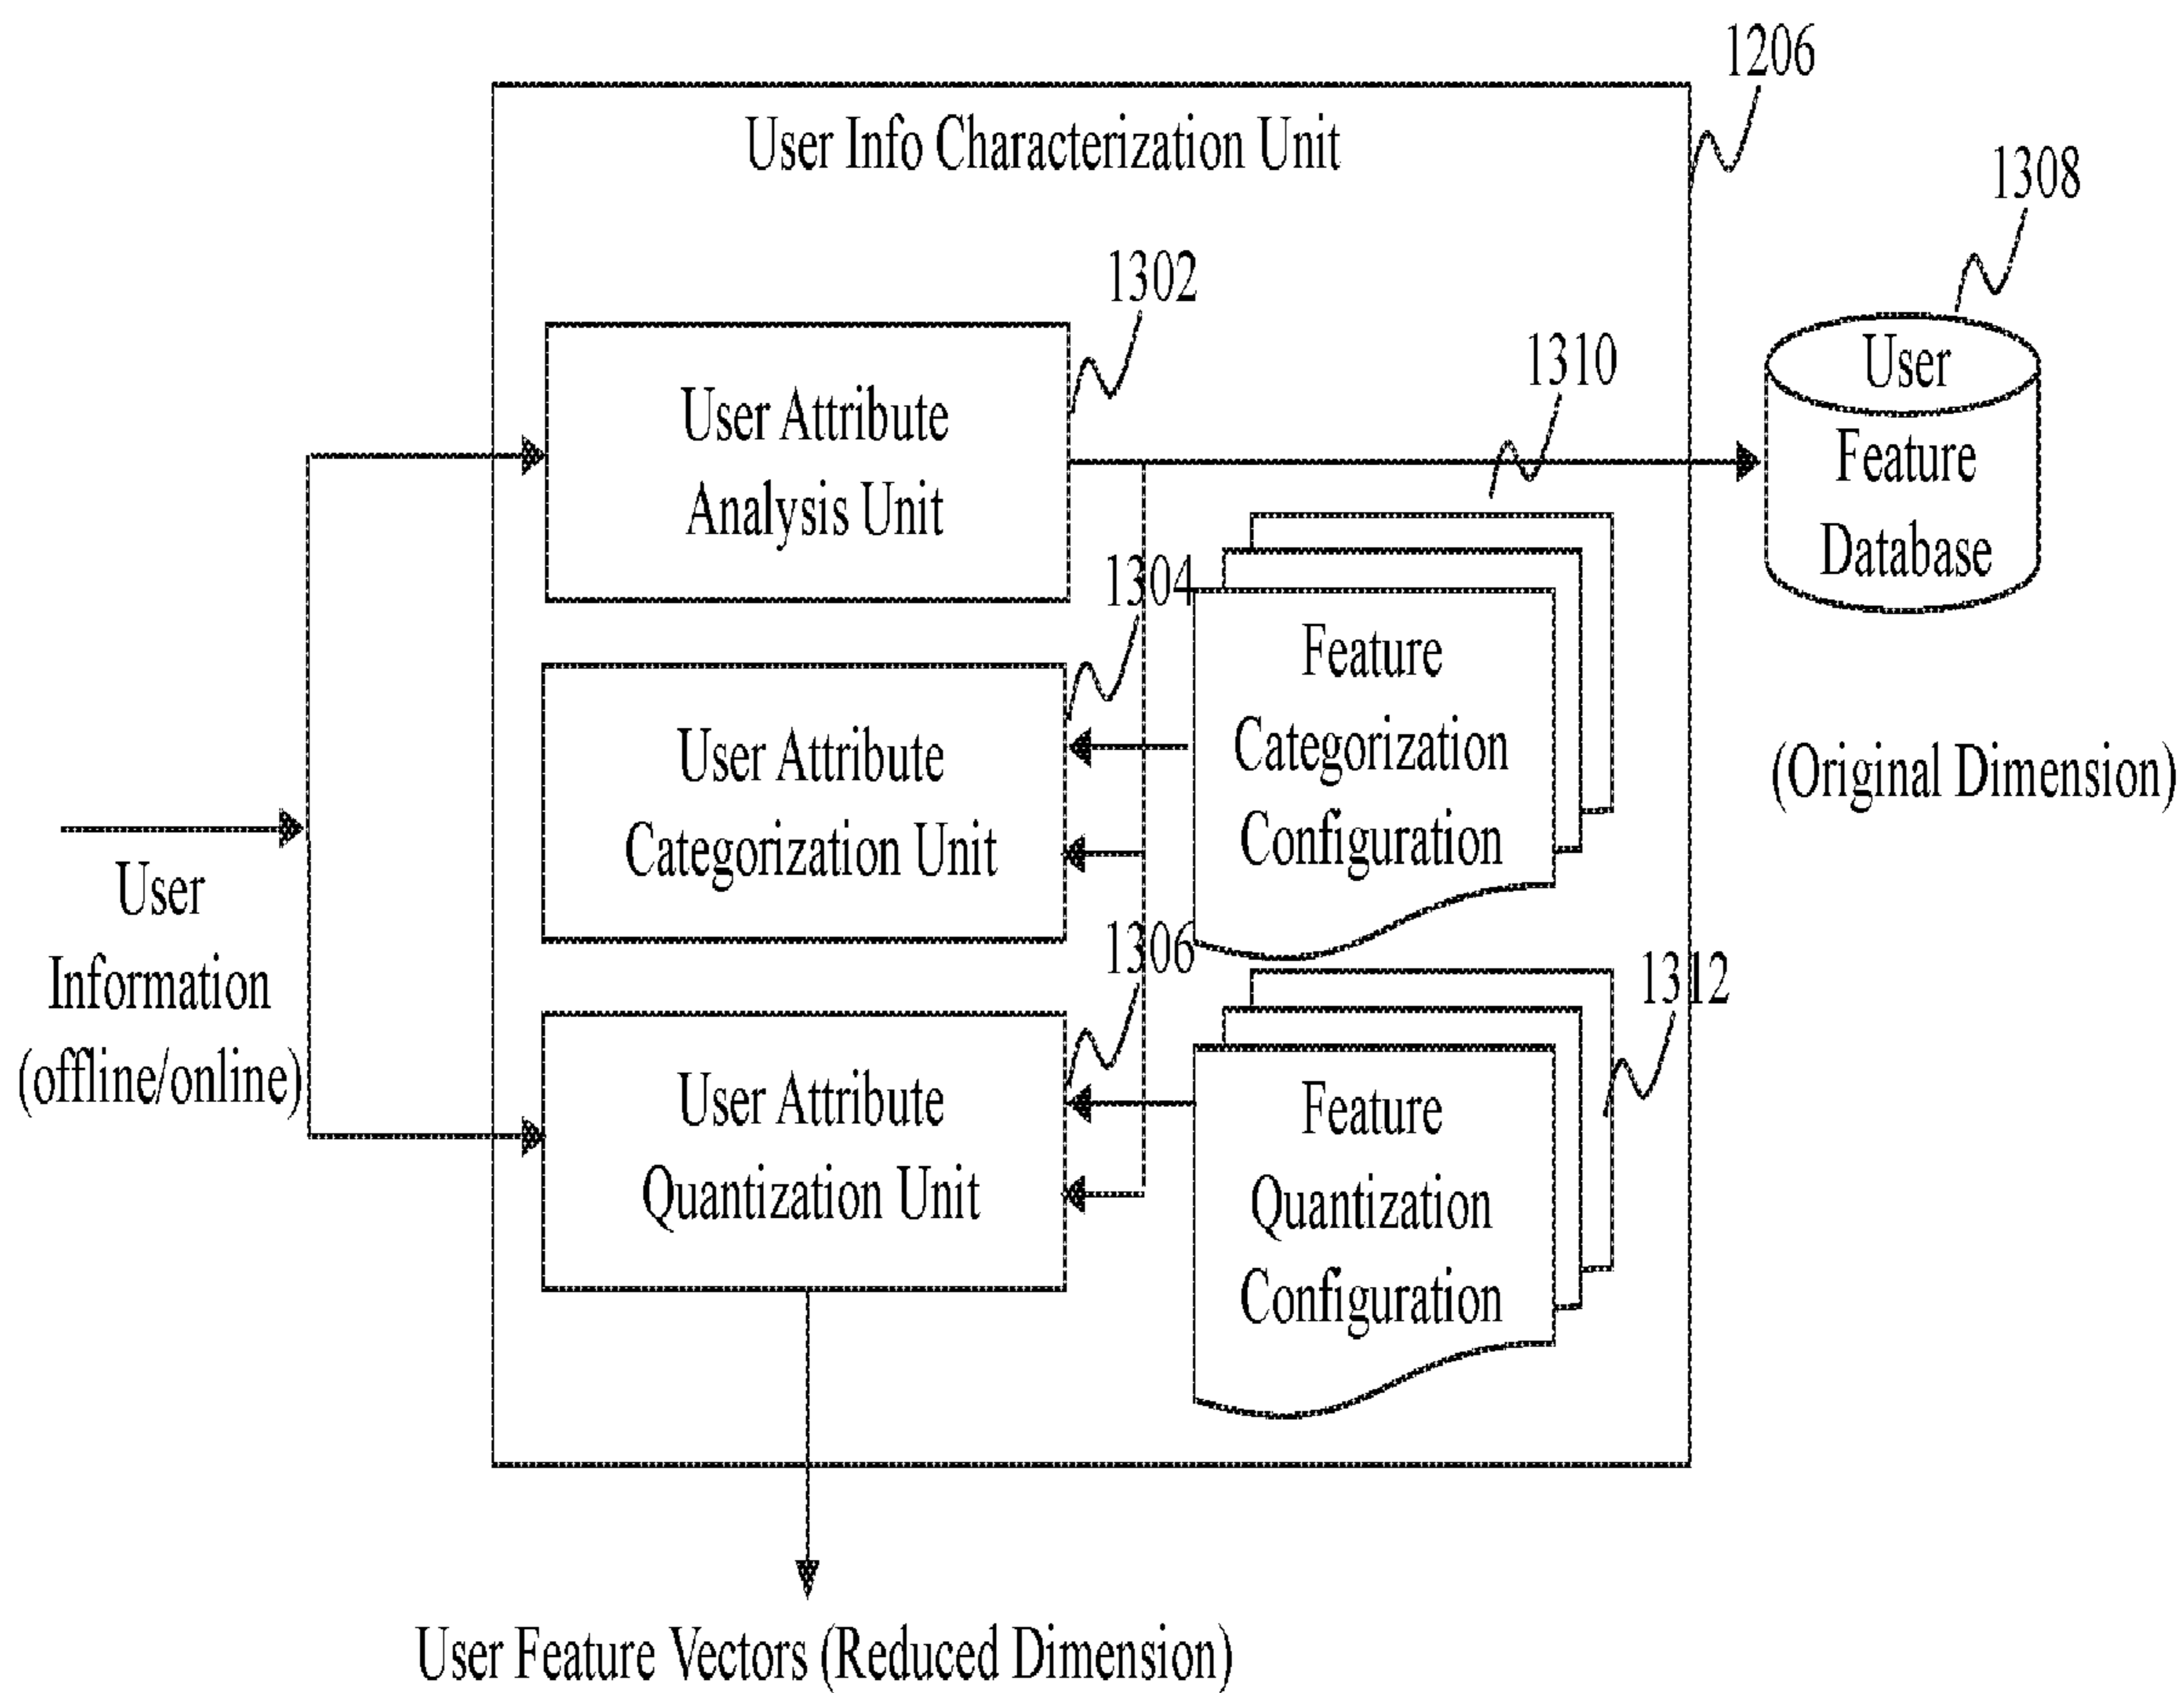 1206
User Info Characterization Unit
1308
1302
1310
User
Feature
Database
User Attribute
Analysis Unit
1304
Feature
Categorization
Configuration
User Attribute
Categorization Unit
(Original Dimension)
User
Information
(offline/online)
1306
1312
User Attribute
Quantization Unit
Feature
Quantization
Configuration
User Feature Vectors (Reduced Dimension)